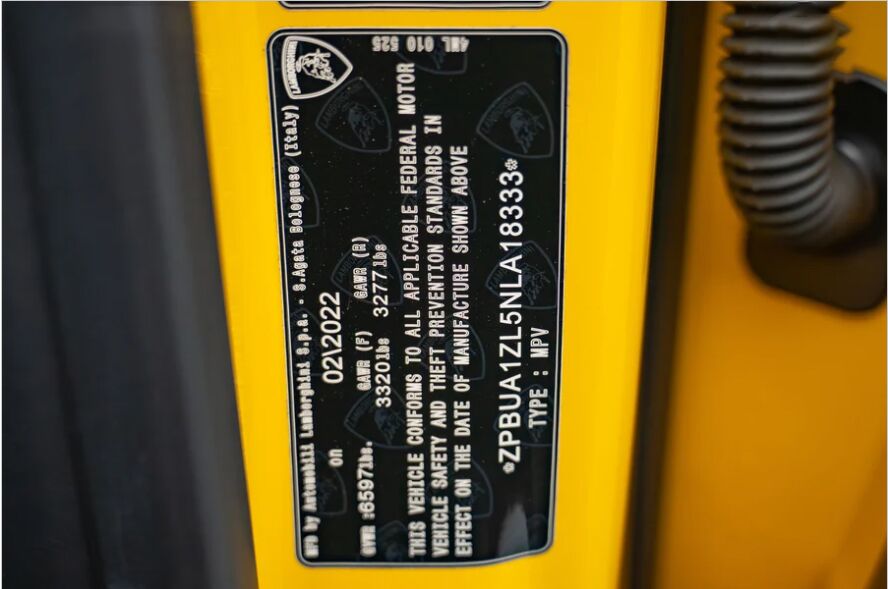 LAMBORGHINI
4ML 010 525
MFD by Automobili Lamborghini S.p.a. - S.Agata Bolognese (Italy)
on 02\2022
GVWR :6597lbs. GAWR (F) 3320lbs GAWR (R) 3277lbs
THIS VEHICLE CONFORMS TO ALL APPLICABLE FEDERAL MOTOR
VEHICLE SAFETY AND THEFT PREVENTION STANDARDS IN
EFFECT ON THE DATE OF MANUFACTURE SHOWN ABOVE
*ZPBUA1ZL5NLA18333*
TYPE : MPV